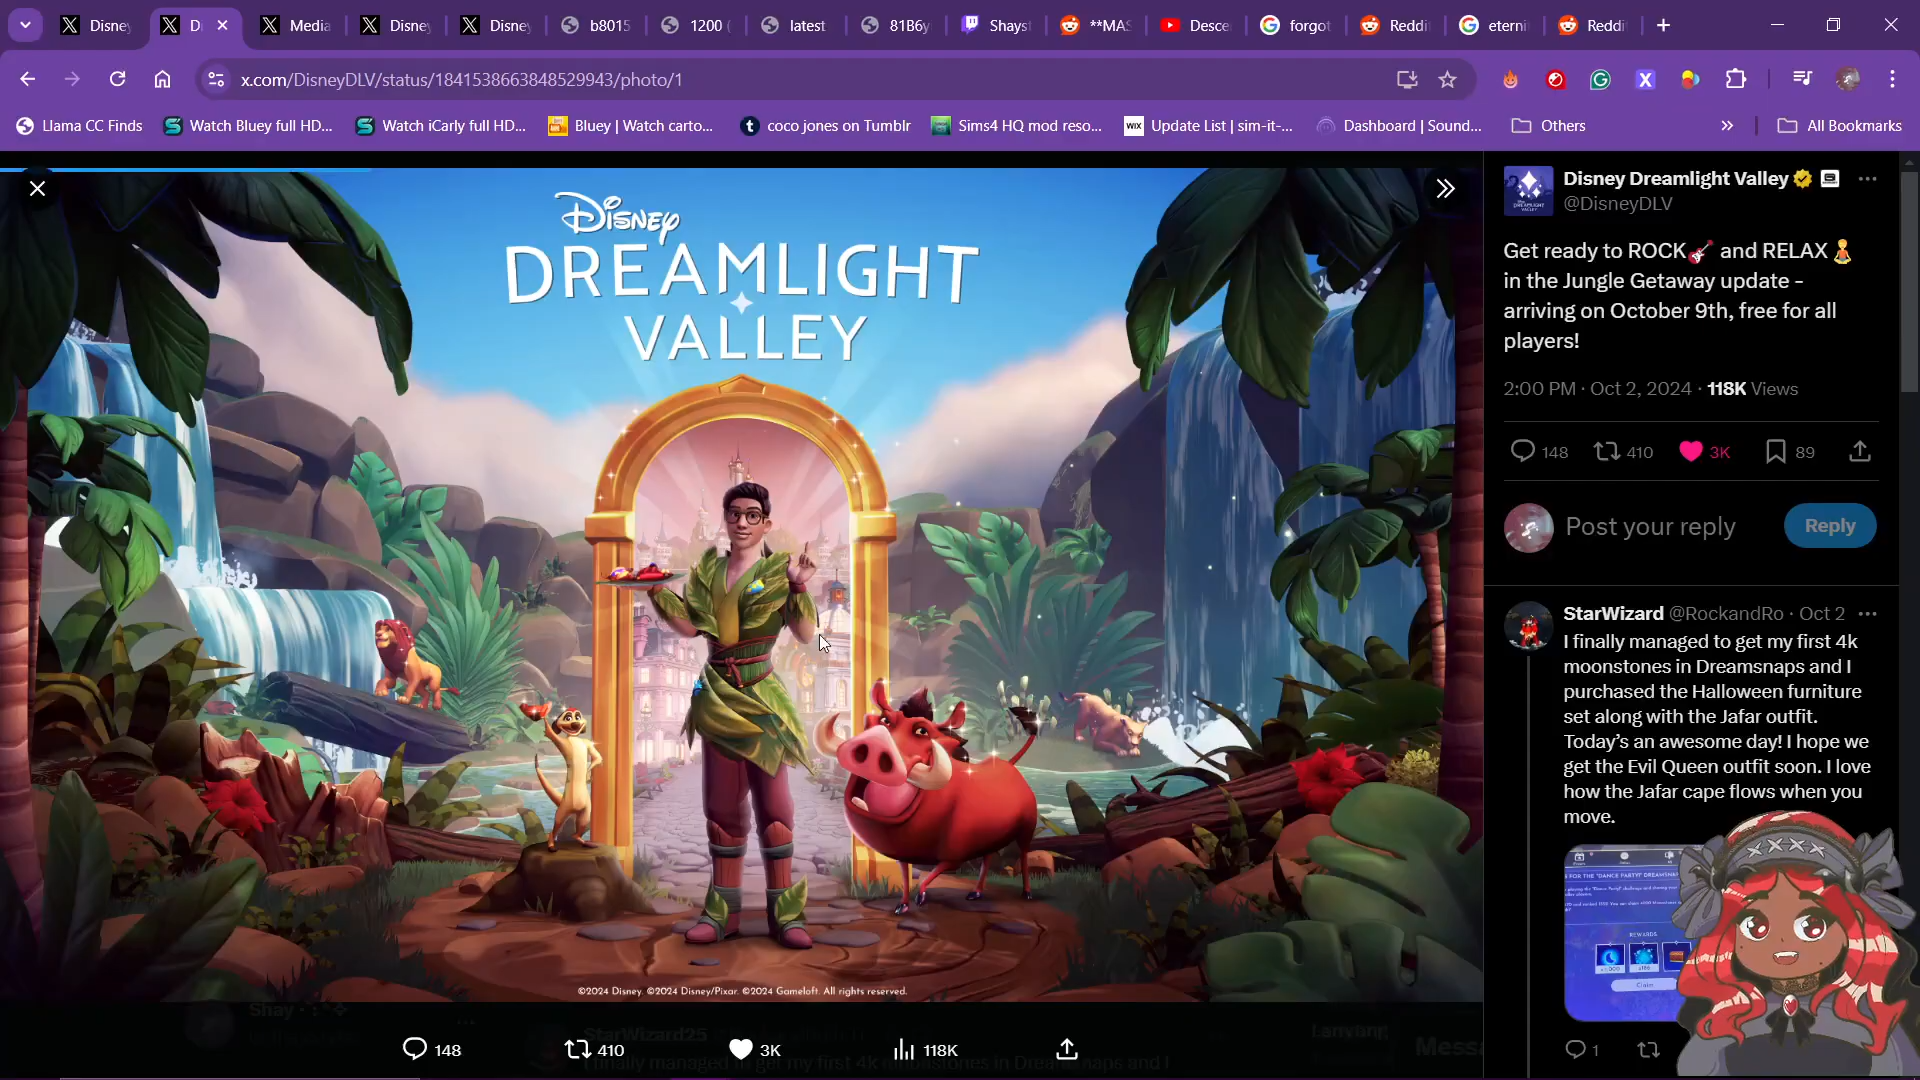 Disney
D
Media
Disney
Disney
b8015
1200 (
latest
81B6y
Shays
**MAS
Desce
forgot
Reddi
eterni
Reddi
x.com/DisneyDLV/status/1841538663848529943/photo/1
Llama CC Finds
Watch Bluey full HD...
Watch iCarly full HD...
Bluey | Watch carto...
coco jones on Tumblr
Sims4 HQ mod reso...
WIX
Update List | sim-it-...
Dashboard | Sound...
Others
All Bookmarks
Disney
DREAMLIGHT
VALLEY
©2024 Disney. ©2024 Disney/Pixar. ©2024 Gameloft. All rights reserved.
Shay
StarWizard25
148
410
3K
118K
Disney Dreamlight Valley
@DisneyDLV
Get ready to ROCK🎸 and RELAX🧘
in the Jungle Getaway update -
arriving on October 9th, free for all
players!
2:00 PM · Oct 2, 2024 · 118K Views
148
410
3K
89
Post your reply
Reply
StarWizard @RockandRo · Oct 2
I finally managed to get my first 4k
moonstones in Dreamsnaps and I
purchased the Halloween furniture
set along with the Jafar outfit.
Today's an awesome day! I hope we
get the Evil Queen outfit soon. I love
how the Jafar cape flows when you
move.
REWARDS
Claim
1